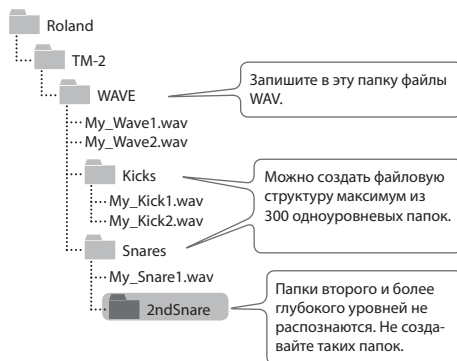 Roland
TM-2
WAVE
Запишите в эту папку файлы
WAV.
My_Wave1.wav
My_Wave2.wav
Kicks
Можно создать файловую
структуру максимум из
300 одноуровневых папок.
My_Kick1.wav
My_Kick2.wav
Snares
My_Snare1.wav
2ndSnare
Папки второго и более
глубокого уровней не
распознаются. Не созда-
вайте таких папок.